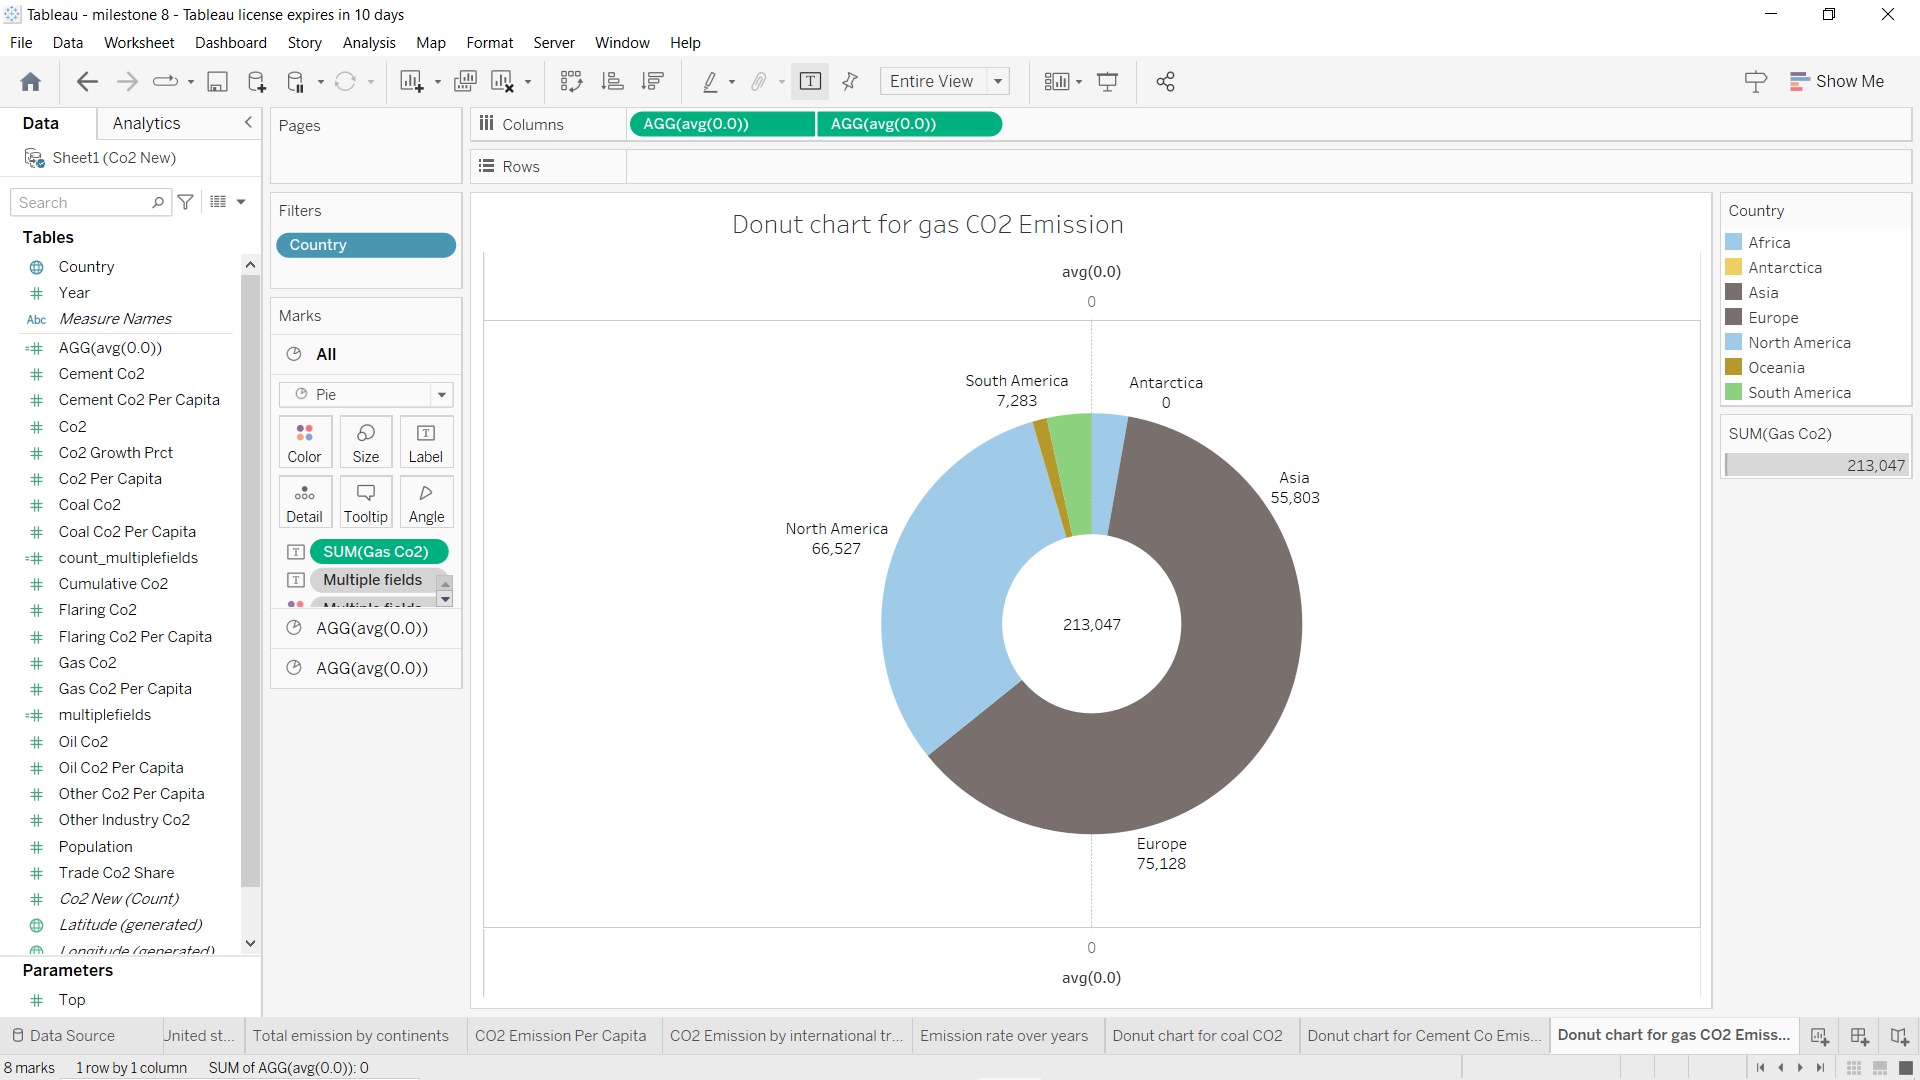 Tableau - milestone 8 - Tableau license expires in 10 days
File Data Worksheet Dashboard Story Analysis Map Format Server Window Help
Entire View
Show Me
Data Analytics
Sheet1 (Co2 New)
Search
Tables
Country
Year
Abc Measure Names
AGG(avg(0.0))
Cement Co2
Cement Co2 Per Capita
Co2
Co2 Growth Prct
Co2 Per Capita
Coal Co2
Coal Co2 Per Capita
count_multiplefields
Cumulative Co2
Flaring Co2
Flaring Co2 Per Capita
Gas Co2
Gas Co2 Per Capita
multiplefields
Oil Co2
Oil Co2 Per Capita
Other Co2 Per Capita
Other Industry Co2
Population
Trade Co2 Share
Co2 New (Count)
Latitude (generated)
Longitude (generated)
Parameters
Top
Pages
Filters
Country
Marks
All
Pie
Color Size Label
Detail Tooltip Angle
SUM(Gas Co2)
Multiple fields
Multiple fields
AGG(avg(0.0))
AGG(avg(0.0))
Columns AGG(avg(0.0)) AGG(avg(0.0))
Rows
Donut chart for gas CO2 Emission
avg(0.0)
0
South America
7,283
Antarctica
0
Asia
55,803
North America
66,527
213,047
Europe
75,128
0
avg(0.0)
Country
Africa
Antarctica
Asia
Europe
North America
Oceania
South America
SUM(Gas Co2)
213,047
Data Source United st... Total emission by continents CO2 Emission Per Capita CO2 Emission by international tr... Emission rate over years Donut chart for coal CO2 Donut chart for Cement Co Emis... Donut chart for gas CO2 Emiss...
8 marks 1 row by 1 column SUM of AGG(avg(0.0)): 0